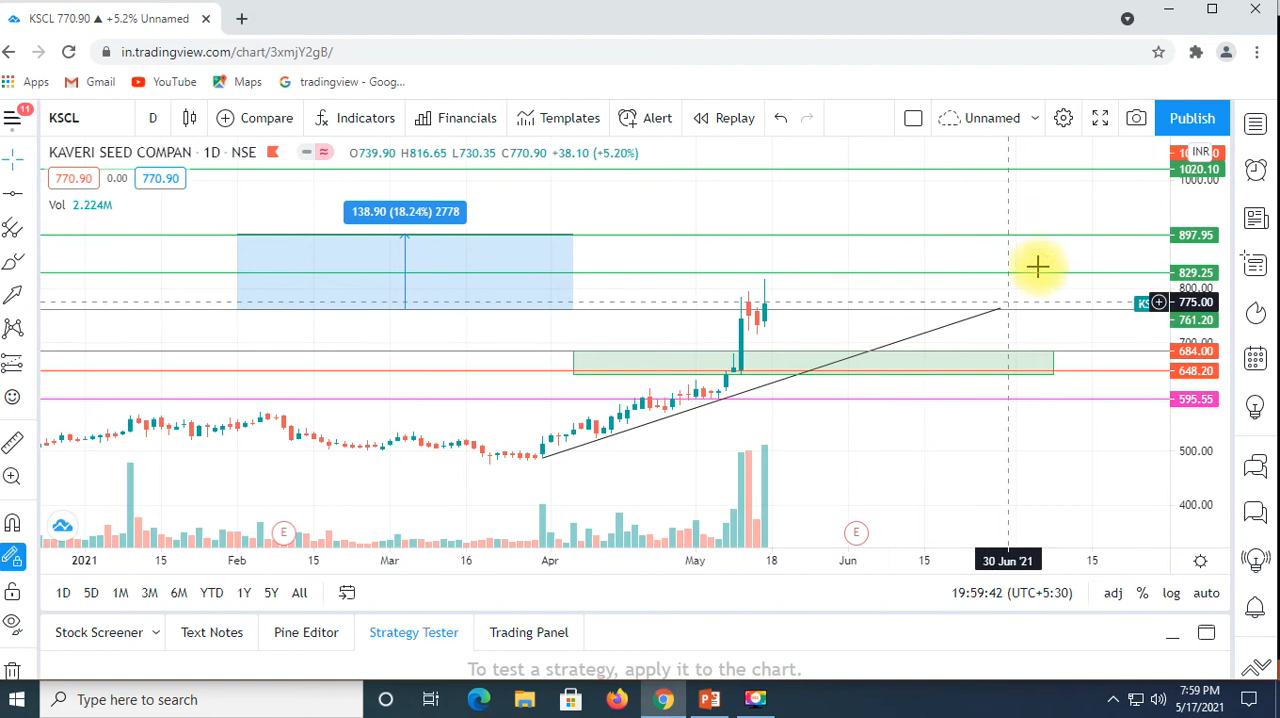 KSCL 770.90 ▲ +5.2% Unnamed
in.tradingview.com/chart/3xmjY2gB/
Apps Gmail YouTube Maps tradingview - Goog...
11
KSCL D Compare Indicators Financials Templates Alert Replay Unnamed Publish
KAVERI SEED COMPAN · 1D · NSE O739.90 H816.65 L730.35 C770.90 +38.10 (+5.20%)
INR
1020.10
1000.00
770.90 0.00 770.90
Vol 2.224M
138.90 (18.24%) 2778
897.95
829.25
800.00
775.00
761.20
684.00
648.20
595.55
500.00
400.00
E E
2021 15 Feb 15 Mar 16 Apr May 18 Jun 15 30 Jun '21 15
1D 5D 1M 3M 6M YTD 1Y 5Y All 19:59:42 (UTC+5:30) adj % log auto
Stock Screener Text Notes Pine Editor Strategy Tester Trading Panel
To test a strategy, apply it to the chart.
Type here to search
7:59 PM
5/17/2021